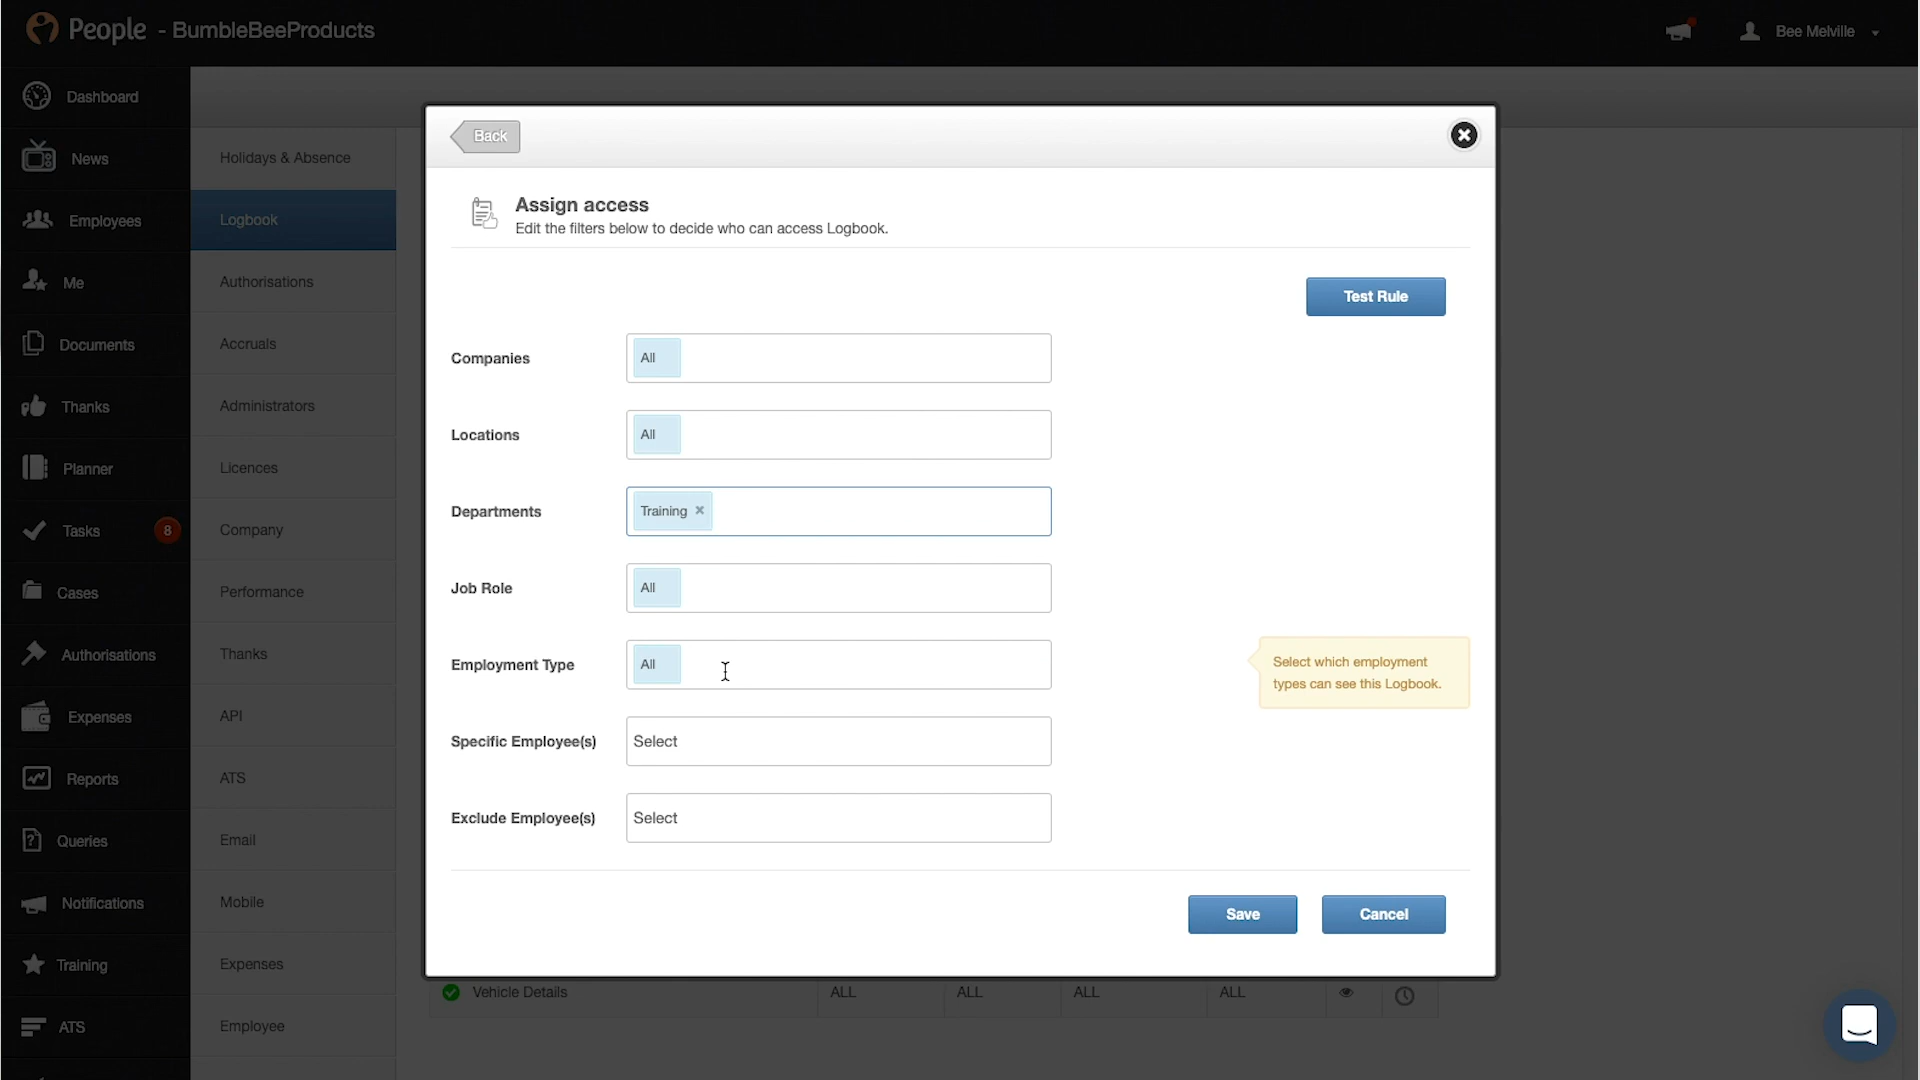 People - BumbleBeeProducts
Bee Melville
Dashboard
News
Employees
Me
Documents
Thanks
Planner
Tasks 8
Cases
Authorisations
Expenses
Reports
Queries
Notifications
Training
ATS
Holidays & Absence
Logbook
Authorisations
Accruals
Administrators
Licences
Company
Performance
Thanks
API
ATS
Email
Mobile
Expenses
Employee
Back
Assign access
Edit the filters below to decide who can access Logbook.
Test Rule
Companies All
Locations All
Departments Training
Job Role All
Employment Type All
Select which employment
types can see this Logbook.
Specific Employee(s) Select
Exclude Employee(s) Select
Save Cancel
Vehicle Details ALL ALL ALL ALL